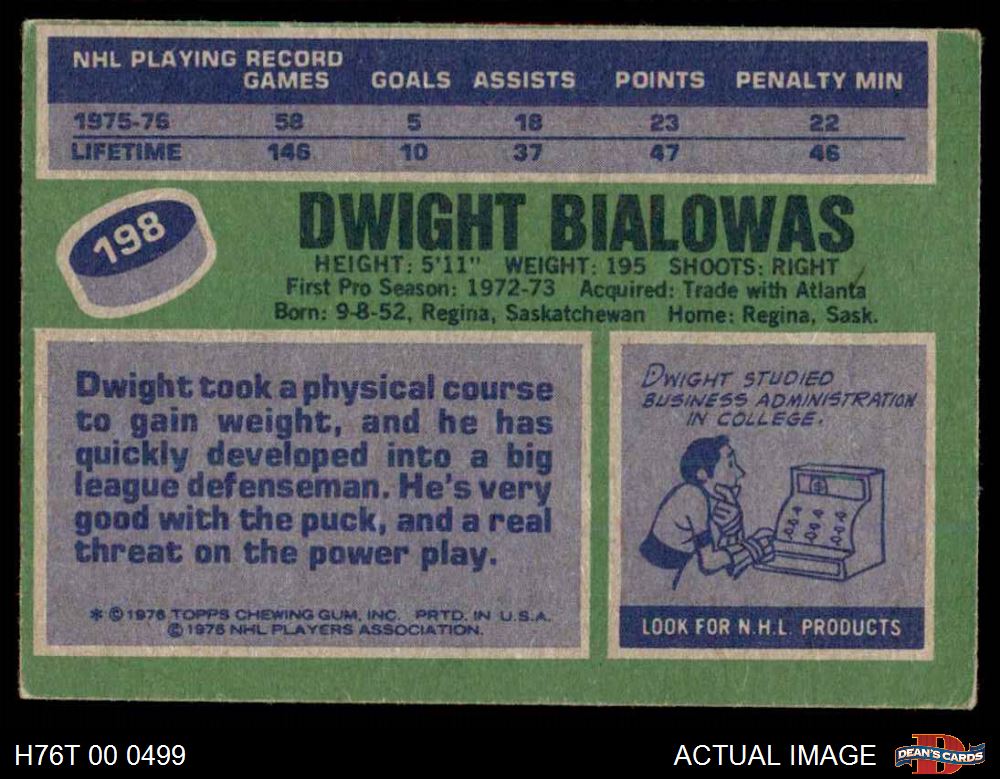 NHL PLAYING RECORD
GAMES GOALS ASSISTS POINTS PENALTY MIN
1975-76 58 5 18 23 22
LIFETIME 146 10 37 47 46
198
DWIGHT BIALOWAS
HEIGHT: 5'11" WEIGHT: 195 SHOOTS: RIGHT
First Pro Season: 1972-73 Acquired: Trade with Atlanta
Born: 9-8-52, Regina, Saskatchewan Home: Regina, Sask.
Dwight took a physical course
to gain weight, and he has
quickly developed into a big
league defenseman. He's very
good with the puck, and a real
threat on the power play.
* © 1976 TOPPS CHEWING GUM, INC. PRTD. IN U.S.A.
© 1976 NHL PLAYERS ASSOCIATION.
DWIGHT STUDIED
BUSINESS ADMINISTRATION
IN COLLEGE.
LOOK FOR N.H.L PRODUCTS
H76T 00 0499
ACTUAL IMAGE
DEAN'S CARDS